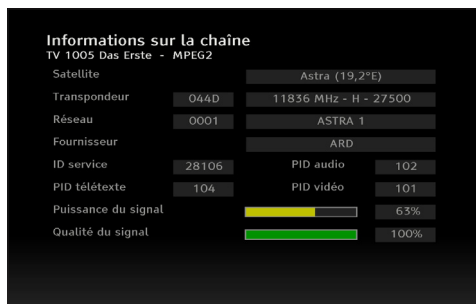 Informations sur la chaîne
TV 1005 Das Erste - MPEG2
Satellite Astra (19,2°E)
Transpondeur 044D 11836 MHz - H - 27500
Réseau 0001 ASTRA 1
Fournisseur ARD
ID service 28106 PID audio 102
PID télétexte 104 PID vidéo 101
Puissance du signal 63%
Qualité du signal 100%